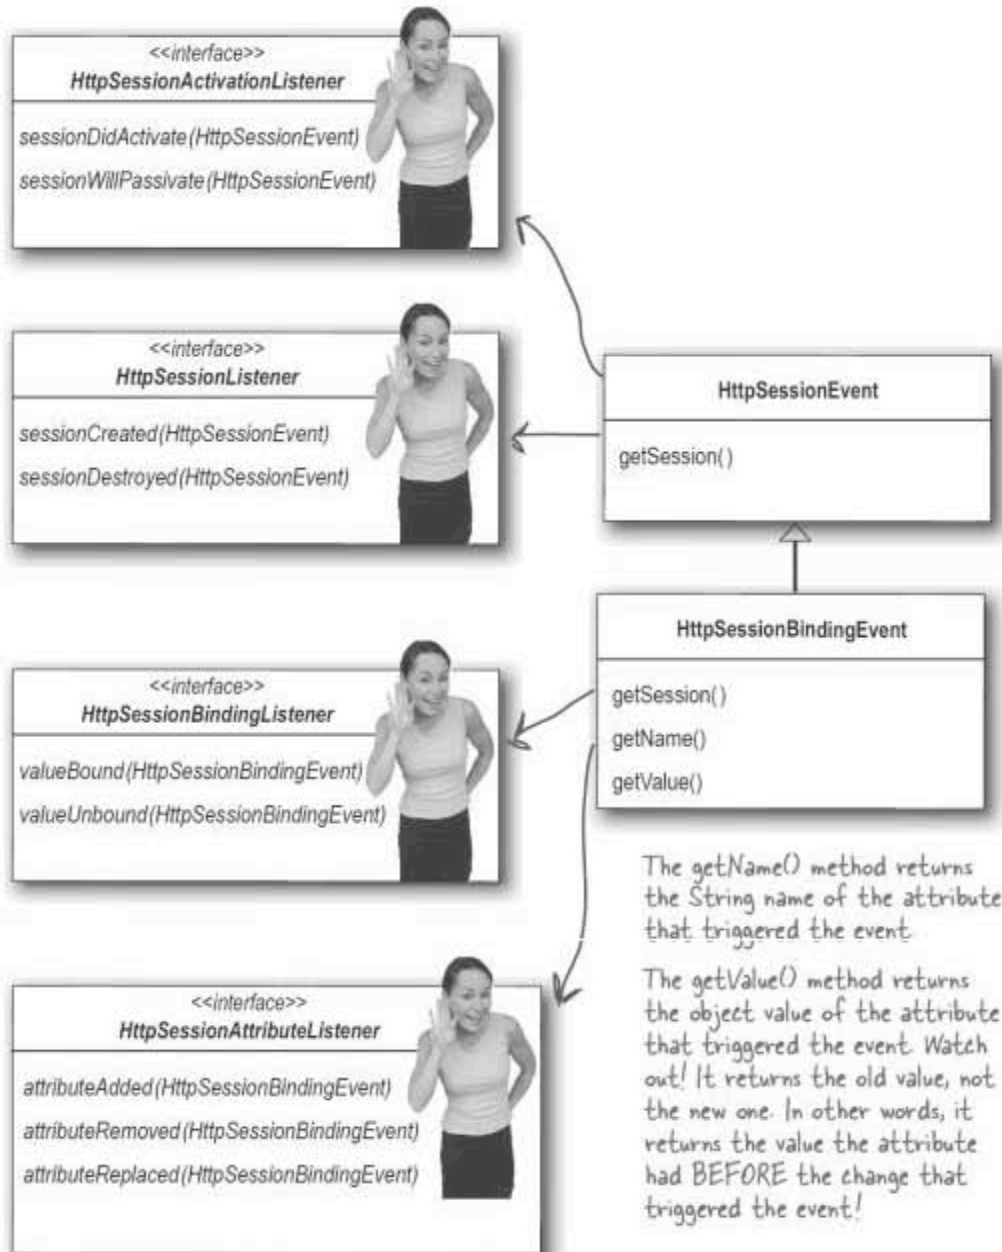 <<interface>>
HttpSessionActivationListener
sessionDidActivate(HttpSessionEvent)
sessionWillPassivate(HttpSessionEvent)
<<interface>>
HttpSessionListener
sessionCreated(HttpSessionEvent)
sessionDestroyed(HttpSessionEvent)
HttpSessionEvent
getSession()
<<interface>>
HttpSessionBindingListener
valueBound(HttpSessionBindingEvent)
valueUnbound(HttpSessionBindingEvent)
HttpSessionBindingEvent
getSession()
getName()
getValue()
<<interface>>
HttpSessionAttributeListener
attributeAdded(HttpSessionBindingEvent)
attributeRemoved(HttpSessionBindingEvent)
attributeReplaced(HttpSessionBindingEvent)
The getName() method returns
the String name of the attribute
that triggered the event
The getValue() method returns
the object value of the attribute
that triggered the event. Watch
out! It returns the old value, not
the new one. In other words, it
returns the value the attribute
had BEFORE the change that
triggered the event!